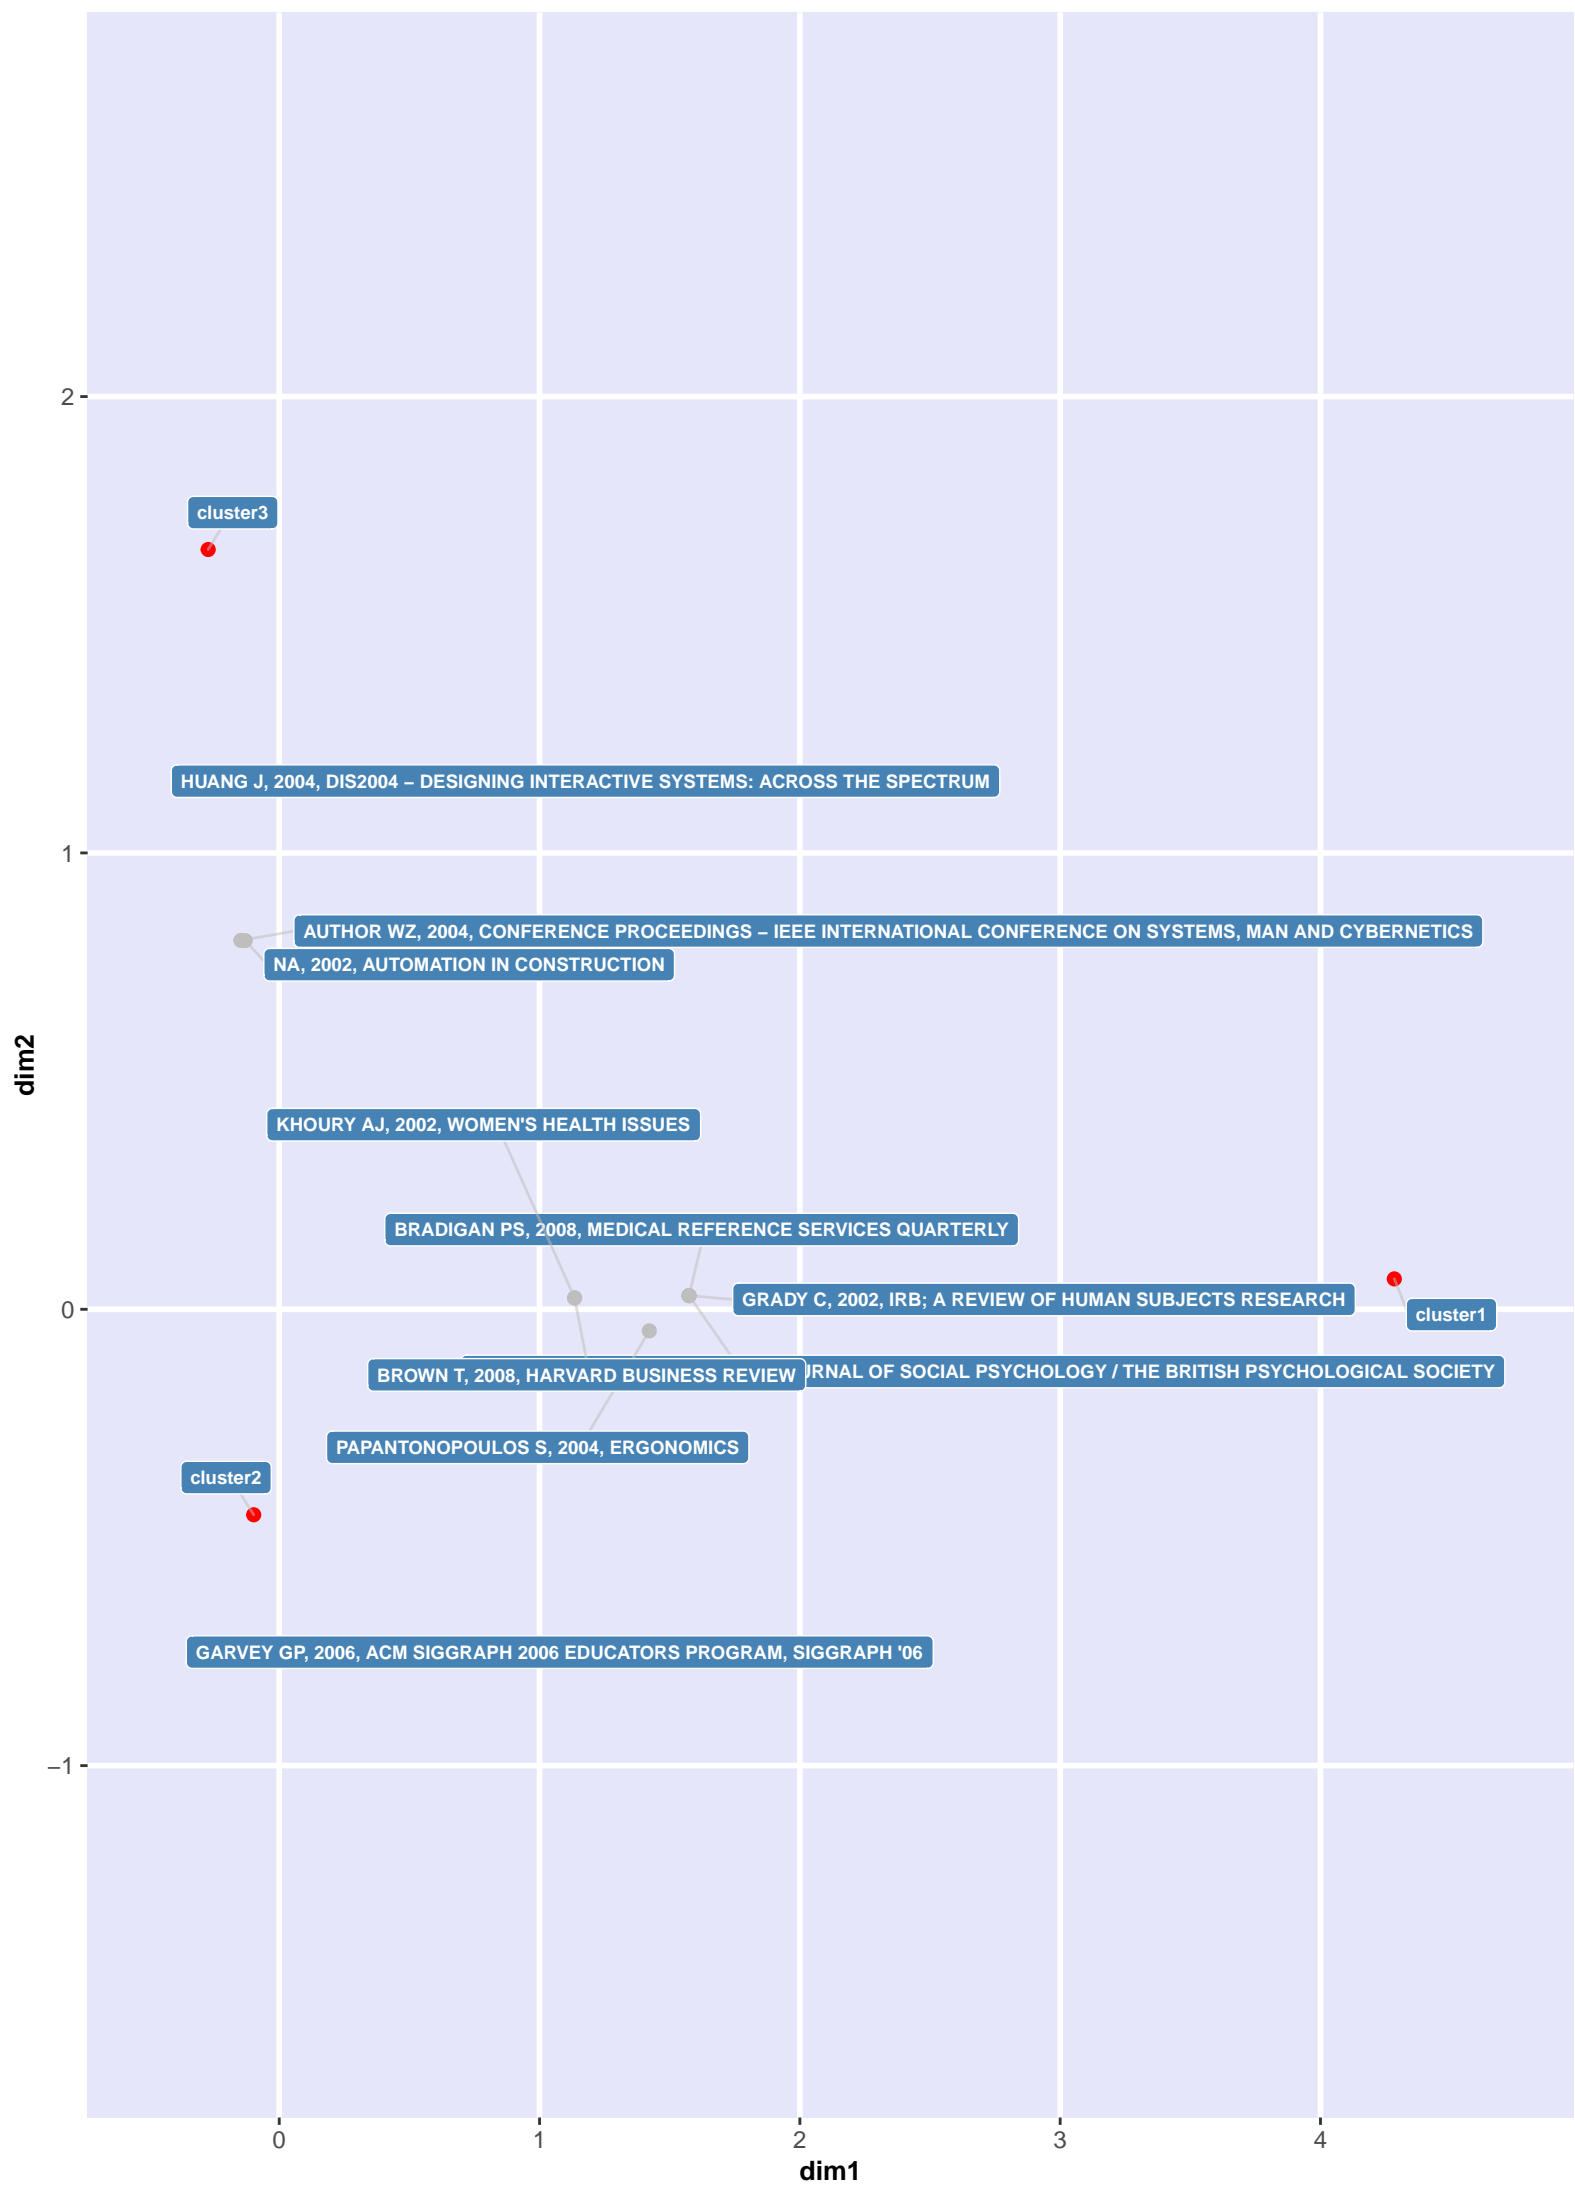 2
cluster3
HUANG J, 2004, DIS2004 – DESIGNING INTERACTIVE SYSTEMS: ACROSS THE SPECTRUM
1
AUTHOR WZ, 2004, CONFERENCE PROCEEDINGS – IEEE INTERNATIONAL CONFERENCE ON SYSTEMS, MAN AND CYBERNETICS
NA, 2002, AUTOMATION IN CONSTRUCTION
dim2
KHOURY AJ, 2002, WOMEN'S HEALTH ISSUES
BRADIGAN PS, 2008, MEDICAL REFERENCE SERVICES QUARTERLY
GRADY C, 2002, IRB; A REVIEW OF HUMAN SUBJECTS RESEARCH
0
cluster1
BROWN T, 2008, HARVARD BUSINESS REVIEW
OF SOCIAL PSYCHOLOGY / THE BRITISH PSYCHOLOGICAL SOCIETY
PAPANTONOPOULOS S, 2004, ERGONOMICS
cluster2
GARVEY GP, 2006, ACM SIGGRAPH 2006 EDUCATORS PROGRAM, SIGGRAPH '06
−1
0 1 2 3 4
dim1